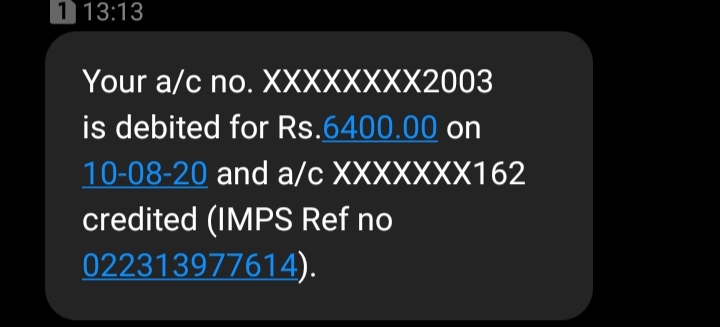 1 13:13
Your a/c no. XXXXXXXX2003
is debited for Rs.6400.00 on
10-08-20 and a/c XXXXXXX162
credited (IMPS Ref no
022313977614).